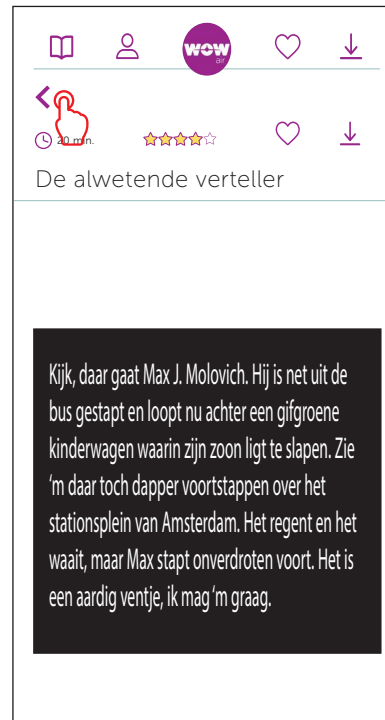 wow
air
20 min.
De alwetende verteller
Kijk, daar gaat Max J. Molovich. Hij is net uit de
bus gestapt en loopt nu achter een gifgroene
kinderwagen waarin zijn zoon ligt te slapen. Zie
‘m daar toch dapper voortstappen over het
stationsplein van Amsterdam. Het regent en het
waait, maar Max stapt onverdroten voort. Het is
een aardig ventje, ik mag ‘m graag.